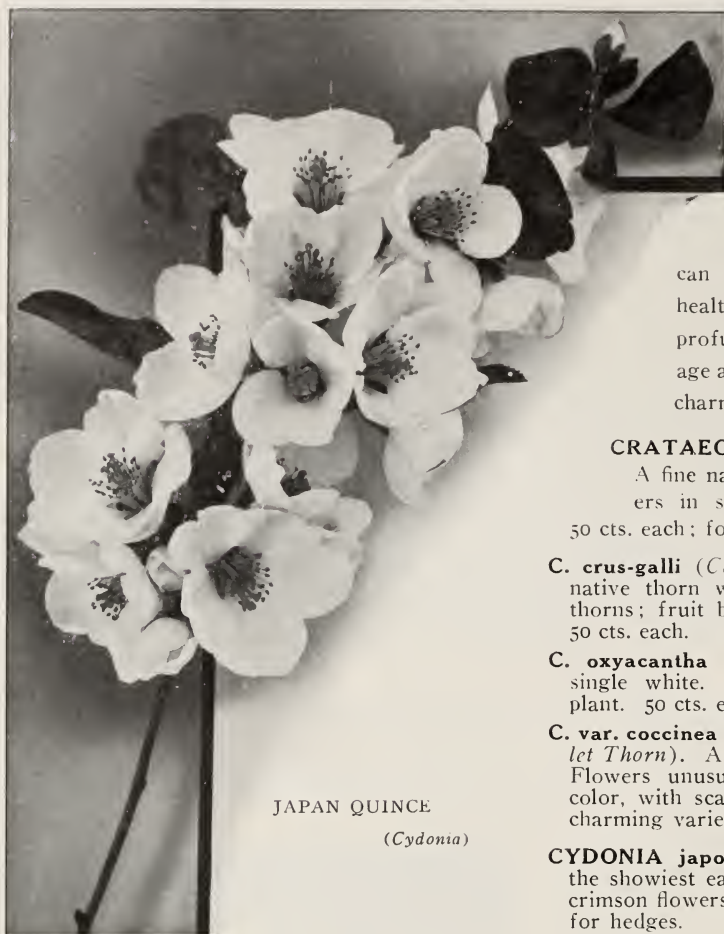 can
healt
profu
age a
charn
CRATAEG
A fine na
ers in s
50 cts. each; fo
C. crus-galli (C
native thorn w
thorns; fruit h
50 cts. each.
C. oxyacantha
single white.
plant. 50 cts. e
C. var. coccinea
let Thorn). A
Flowers unusu
color, with sca
charming varie
CYDONIA japo
the showiest ea
crimson flowers
for hedges.
JAPAN QUINCE
(Cydonia)